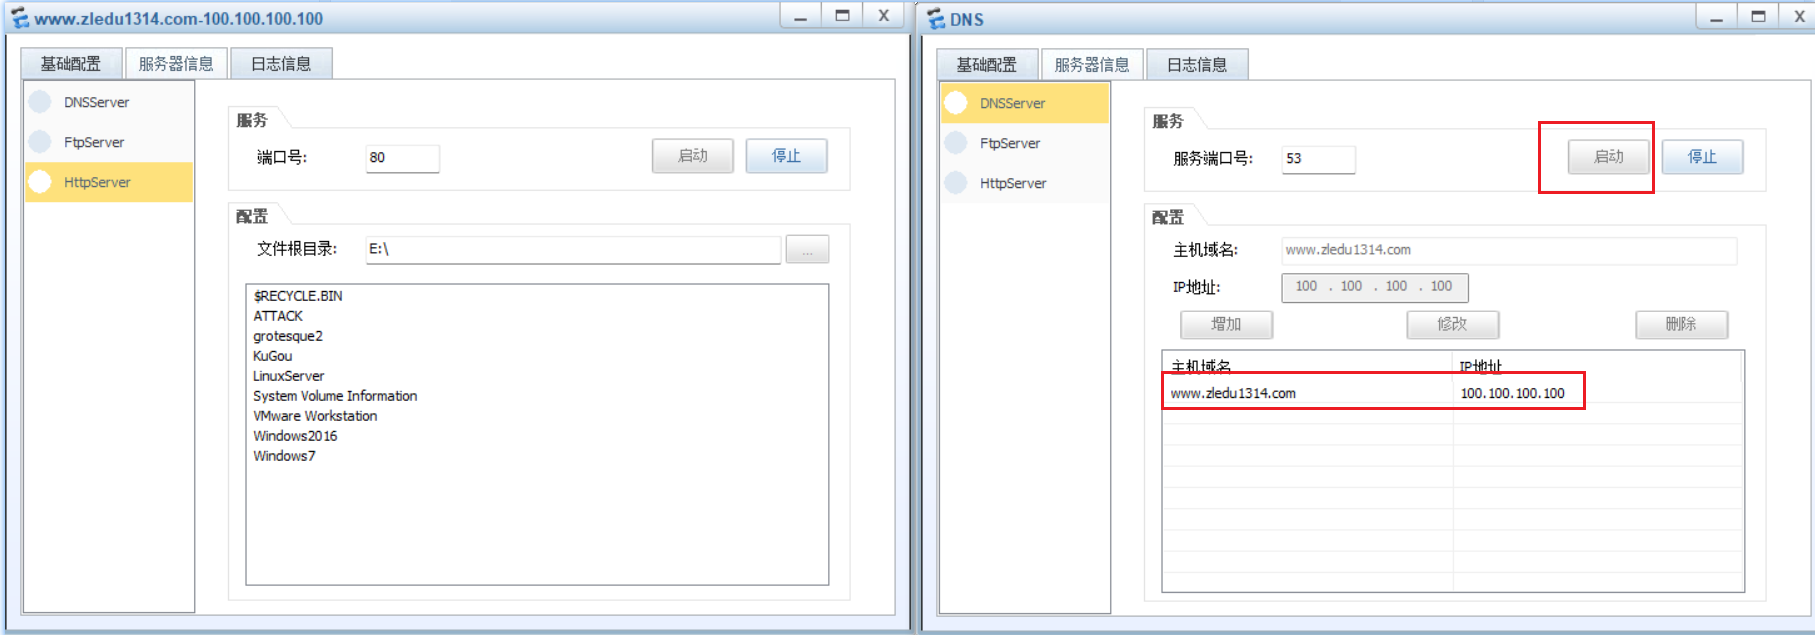 www.zledu1314.com-100.100.100.100
X
基础配置 服务器信息 日志信息
DNSServer
FtpServer
HttpServer
服务
端口号: 80 启动 停止
配置
文件根目录: E:\ ...
$RECYCLE.BIN
ATTACK
grotesque2
KuGou
LinuxServer
System Volume Information
VMware Workstation
Windows2016
Windows7
DNS
X
基础配置 服务器信息 日志信息
DNSServer
FtpServer
HttpServer
服务
服务端口号: 53 启动 停止
配置
主机域名: www.zledu1314.com
IP地址: 100 . 100 . 100 . 100
增加 修改 删除
主机域名 IP地址
www.zledu1314.com 100.100.100.100